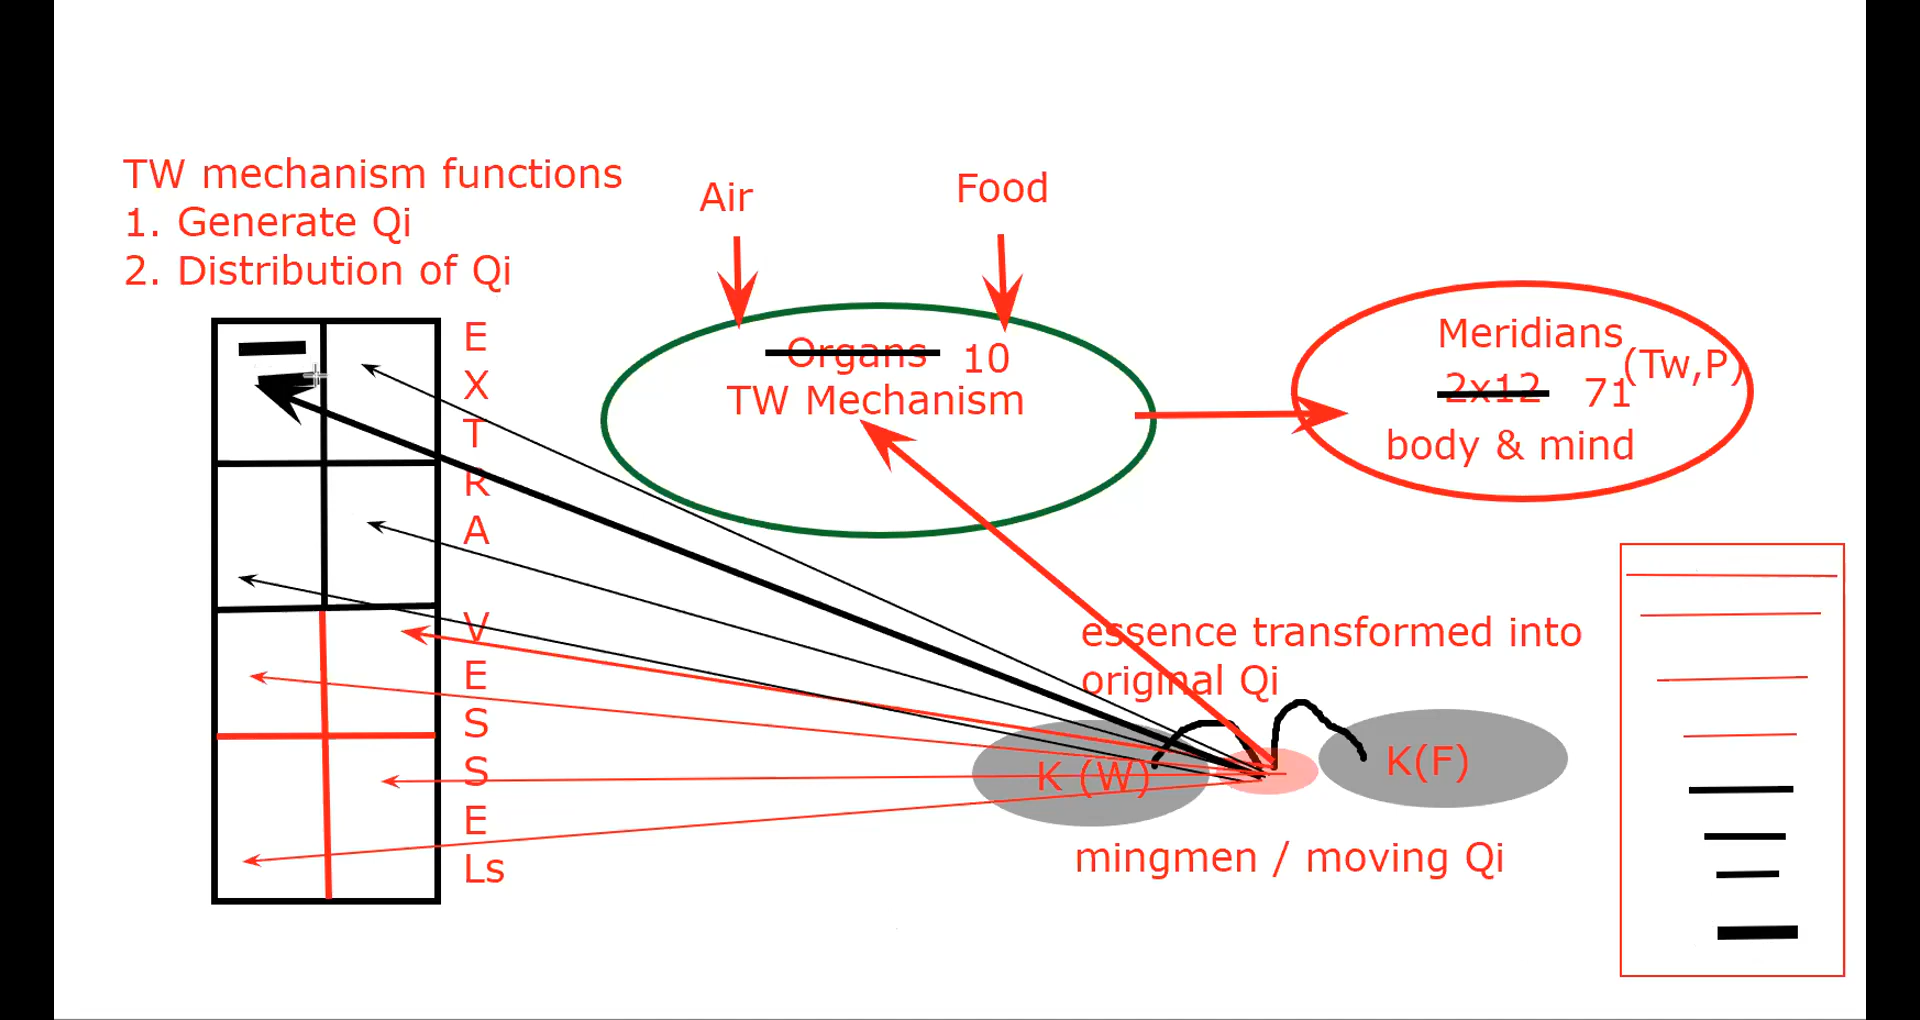 TW mechanism functions
1. Generate Qi
2. Distribution of Qi
Air
Food
Organs 10
TW Mechanism
Meridians
(Tw,P)
2x12 71
body & mind
E
X
T
R
A
V
E
S
S
E
Ls
essence transformed into
original Qi
K (W)
K(F)
mingmen / moving Qi